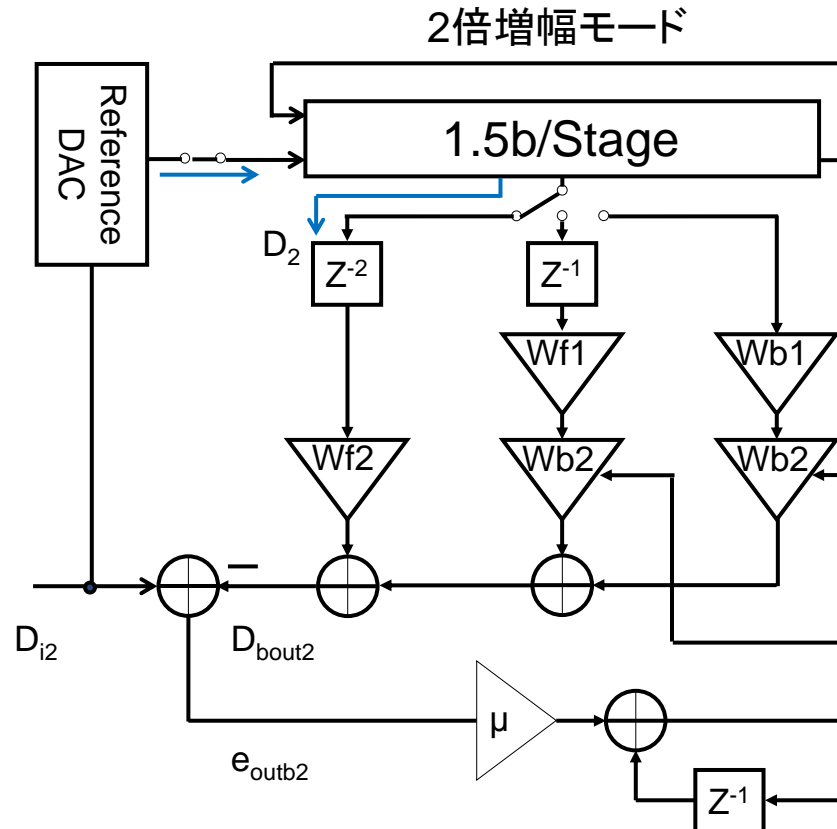 2倍増幅モード
Reference
DAC
1.5b/Stage
D2
Z-2
Z-1
Wf1
Wb1
Wf2
Wb2
Wb2
−
Di2
Dbout2
μ
eoutb2
Z-1